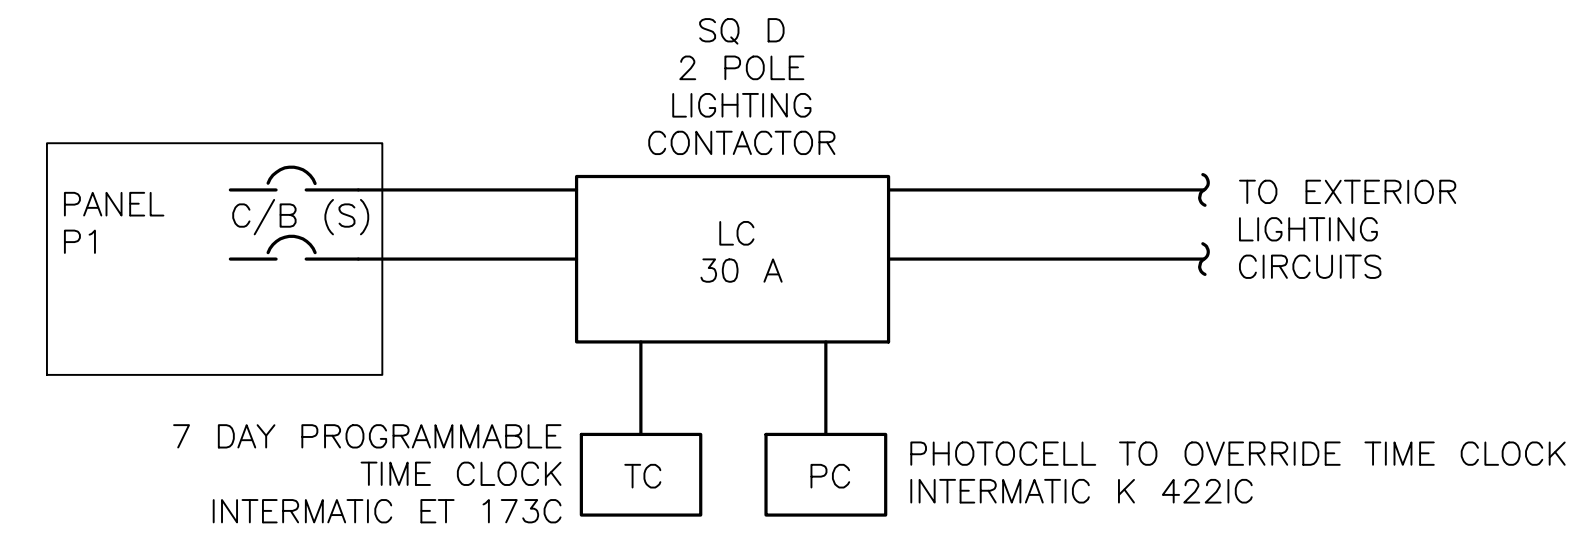 SQ D
2 POLE
LIGHTING
CONTACTOR
PANEL
P1
C/B (S)
LC
30 A
TO EXTERIOR
LIGHTING
CIRCUITS
7 DAY PROGRAMMABLE
TIME CLOCK
INTERMATIC ET 173C
TC
PC
PHOTOCELL TO OVERRIDE TIME CLOCK
INTERMATIC K 422IC